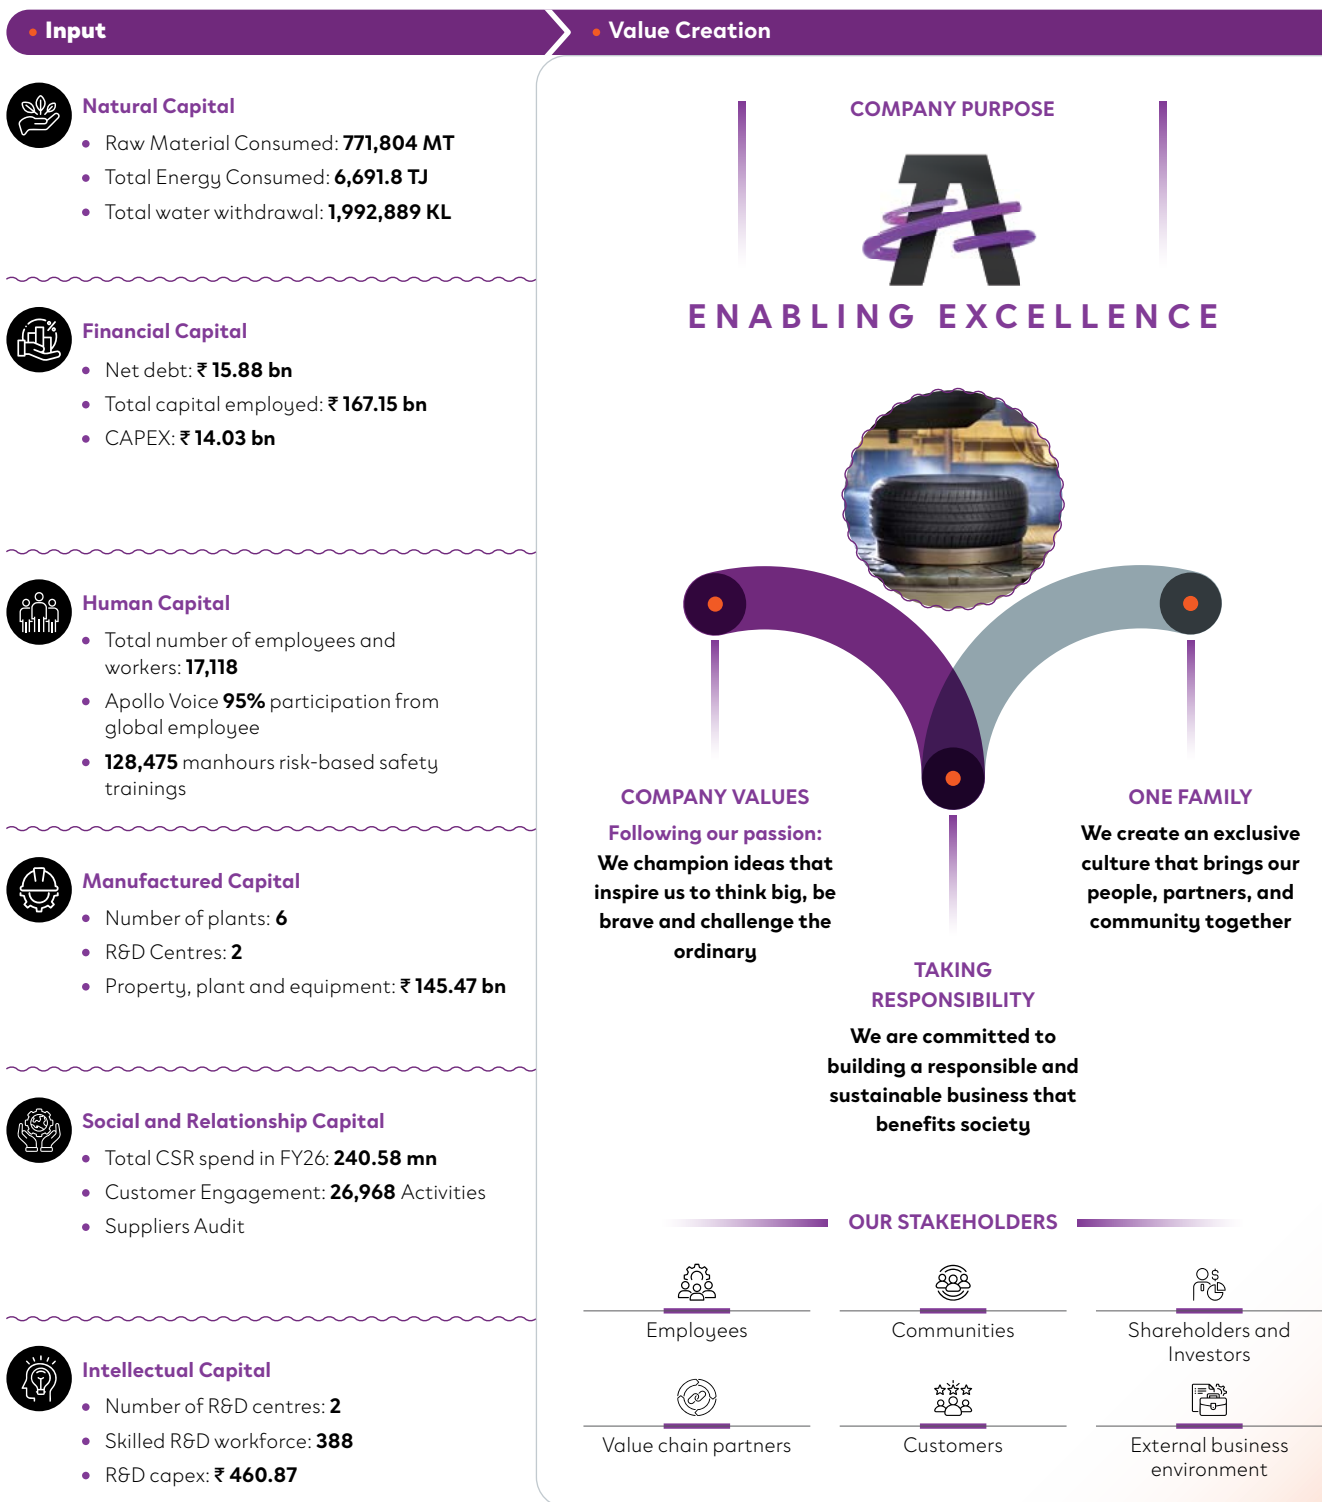 Input
Value Creation
Natural Capital
• Raw Material Consumed: 771,804 MT
• Total Energy Consumed: 6,691.8 TJ
• Total water withdrawal: 1,992,889 KL
Financial Capital
• Net debt: ₹ 15.88 bn
• Total capital employed: ₹ 167.15 bn
• CAPEX: ₹ 14.03 bn
Human Capital
• Total number of employees and
workers: 17,118
• Apollo Voice 95% participation from
global employee
• 128,475 manhours risk-based safety
trainings
Manufactured Capital
• Number of plants: 6
• R&D Centres: 2
• Property, plant and equipment: ₹ 145.47 bn
Social and Relationship Capital
• Total CSR spend in FY26: 240.58 mn
• Customer Engagement: 26,968 Activities
• Suppliers Audit
Intellectual Capital
• Number of R&D centres: 2
• Skilled R&D workforce: 388
• R&D capex: ₹ 460.87
COMPANY PURPOSE
ENABLING EXCELLENCE
COMPANY VALUES
Following our passion:
We champion ideas that
inspire us to think big, be
brave and challenge the
ordinary
TAKING
RESPONSIBILITY
We are committed to
building a responsible and
sustainable business that
benefits society
ONE FAMILY
We create an exclusive
culture that brings our
people, partners, and
community together
OUR STAKEHOLDERS
Employees
Communities
Shareholders and
Investors
Value chain partners
Customers
External business
environment